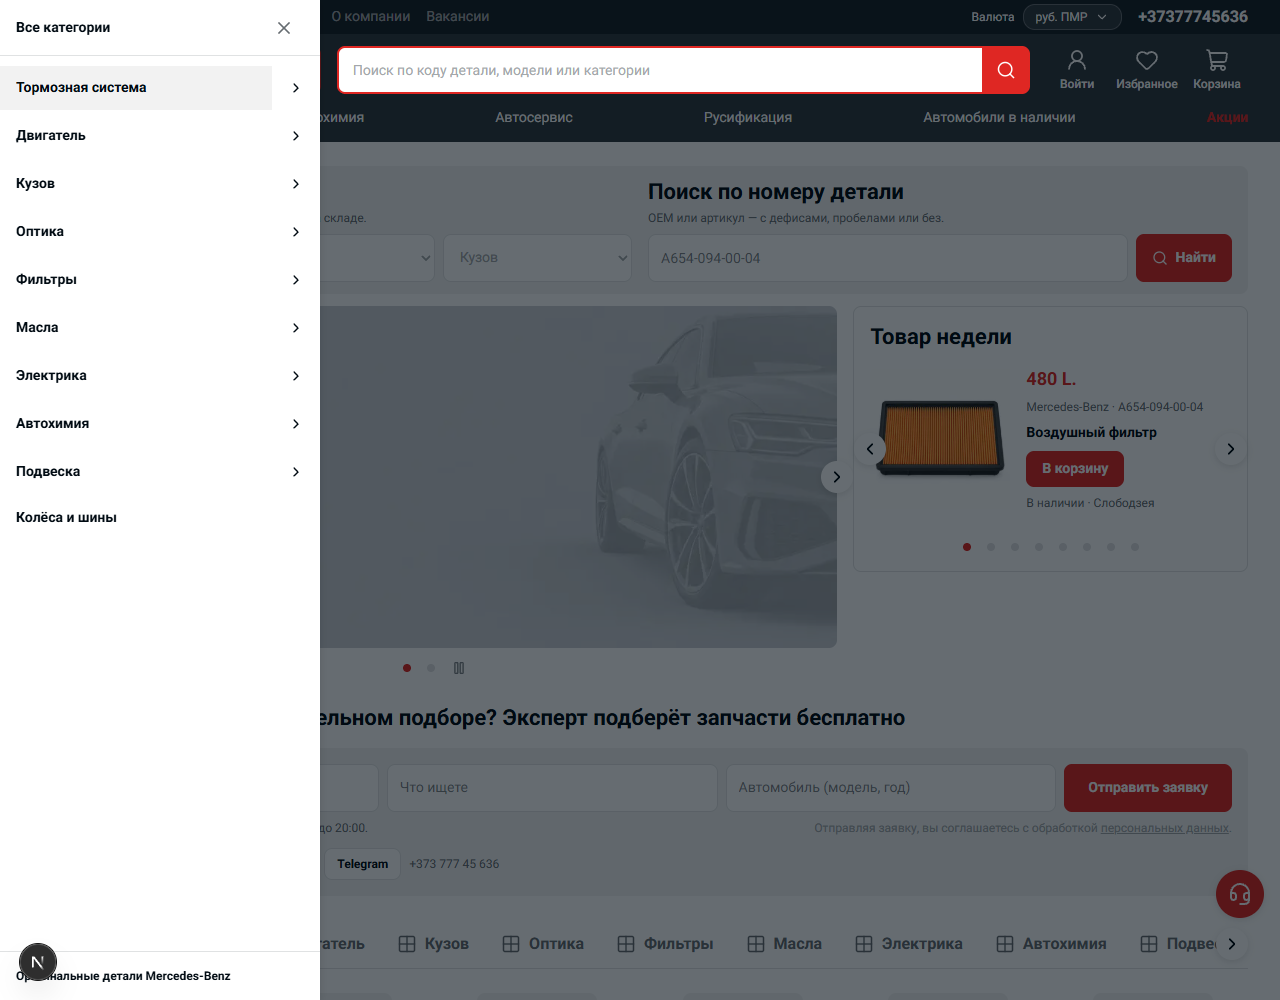 Все категории
О компании
Вакансии
Валюта
руб. ПМР
+37377745636
Поиск по коду детали, модели или категории
Войти
Избранное
Корзина
Тормозная система
Двигатель
Кузов
Оптика
Фильтры
Масла
Электрика
Автохимия
Подвеска
Колёса и шины
Автосервис
Русификация
Автомобили в наличии
Акции
складе.
Кузов
Поиск по номеру детали
OEM или артикул — с дефисами, пробелами или без.
A654-094-00-04
Найти
Товар недели
480 L.
Mercedes-Benz · A654-094-00-04
Воздушный фильтр
В корзину
В наличии · Слободзея
подборе? Эксперт подберёт запчасти бесплатно
Что ищете
Автомобиль (модель, год)
Отправить заявку
до 20:00.
Отправляя заявку, вы соглашаетесь с обработкой персональных данных.
Telegram
+373 777 45 636
Кузов
Оптика
Фильтры
Масла
Электрика
Автохимия
N
детали Mercedes-Benz